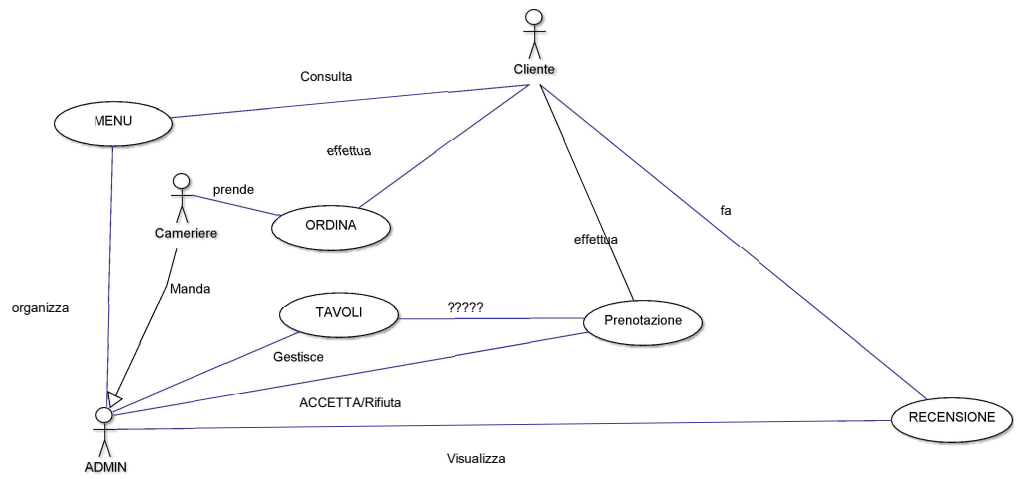 Cliente
Consulta
MENU
effettua
prende
ORDINA
Cameriere
fa
effettua
Manda
organizza
TAVOLI
?????
Prenotazione
Gestisce
ACCETTA/Rifiuta
RECENSIONE
ADMIN
Visualizza